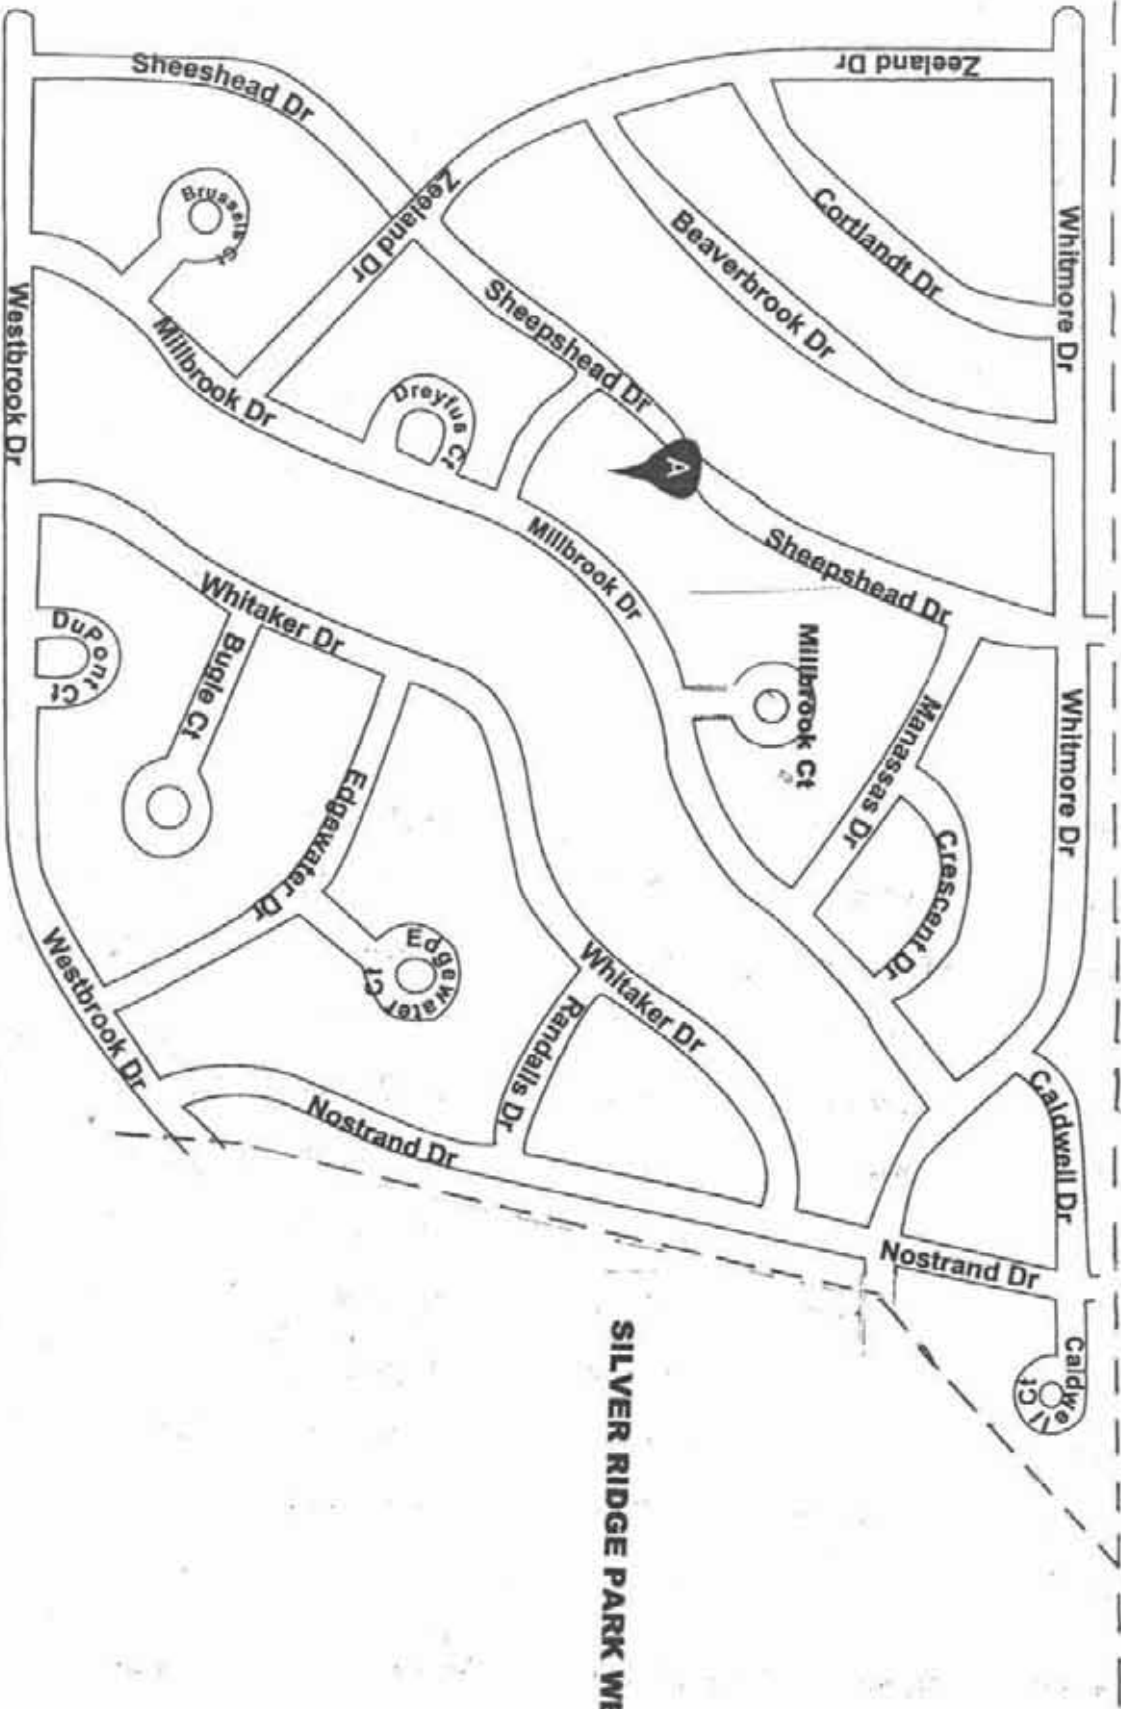 Sheeshead Dr
Zeeland Dr
Whitmore Dr
Cortlandt Dr
Beaverbrook Dr
Brussels Ct
Zeeland Dr
Sheepshead Dr
Westbrook Dr
Millbrook Dr
Dreyfus Ct
A
Sheepshead Dr
Millbrook Dr
Millbrook Ct
Whitaker Dr
DuPont Ct
Bugle Ct
Manassas Dr
Whitmore Dr
Crescent Dr
Edgewater Dr
Edgewater Ct
Westbrook Dr
Whitaker Dr
Randalls Dr
Nostrand Dr
Caldwell Dr
Nostrand Dr
Caldwell Ct
SILVER RIDGE PARK